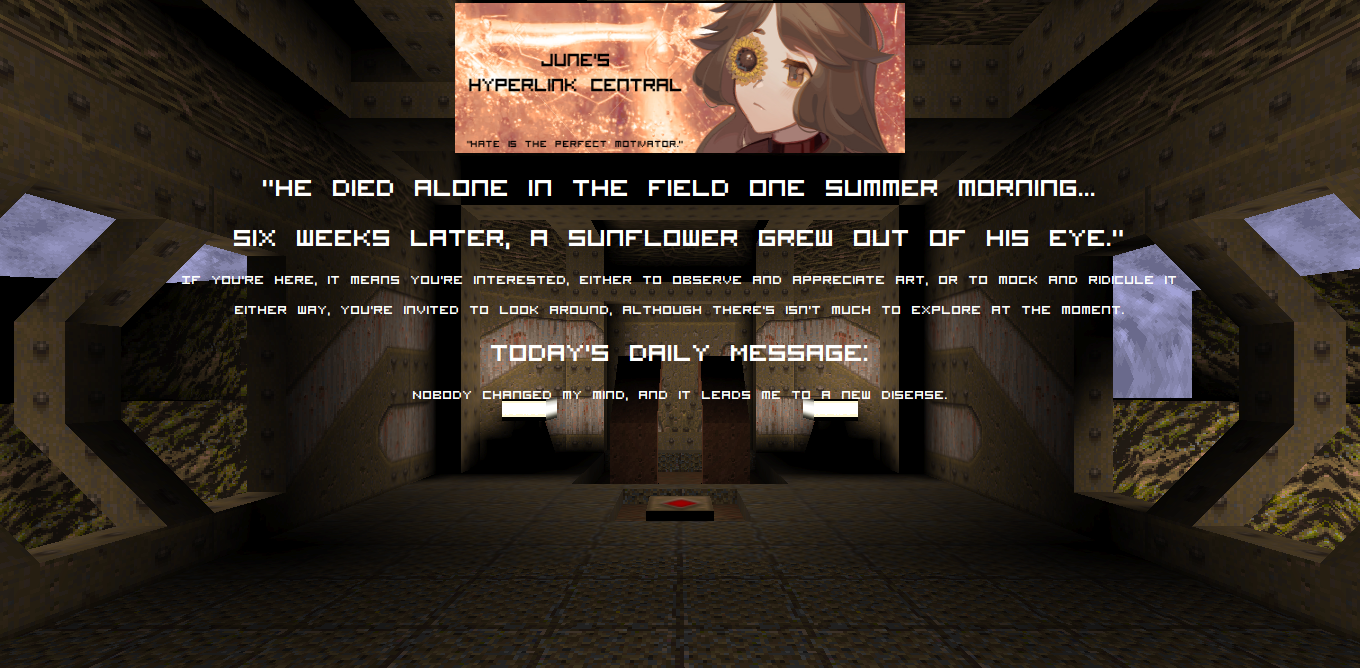 JUNE'S
HYPERLINK CENTRAL
"HATE IS THE PERFECT MOTIVATOR."
"HE DIED ALONE IN THE FIELD ONE SUMMER MORNING...
SIX WEEKS LATER, A SUNFLOWER GREW OUT OF HIS EYE."
IF YOU'RE HERE, IT MEANS YOU'RE INTERESTED, EITHER TO OBSERVE AND APPRECIATE ART, OR TO MOCK AND RIDICULE IT
EITHER WAY, YOU'RE INVITED TO LOOK AROUND, ALTHOUGH THERE'S ISN'T MUCH TO EXPLORE AT THE MOMENT.
TODAY'S DAILY MESSAGE:
NOBODY CHANGED MY MIND, AND IT LEADS ME TO A NEW DISEASE.